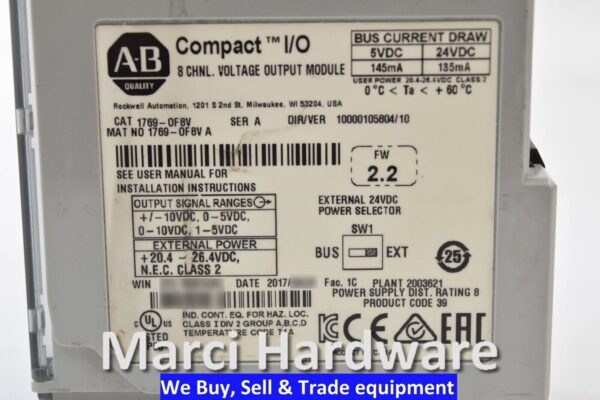 A-B
QUALITY
Compact™ I/O
8 CHNL. VOLTAGE OUTPUT MODULE
BUS CURRENT DRAW
5VDC 24VDC
145mA 135mA
USER POWER 20.4-26.4VDC CLASS 2
0°C < Ta < +60°C
Rockwell Automation, 1201 S 2nd St. Milwaukee, WI 53204, USA
CAT 1769-OF8V SER A DIR/VER 10000105804/10
MAT NO 1769-OF8V A
SEE USER MANUAL FOR
INSTALLATION INSTRUCTIONS
FW
2.2
OUTPUT SIGNAL RANGES
+/-10VDC, 0-5VDC,
0-10VDC, 1-5VDC
EXTERNAL POWER
+20.4 - 26.4VDC,
N.E.C. CLASS 2
EXTERNAL 24VDC
POWER SELECTOR
SW1
BUS EXT
25
WIN DATE 2017/ Fac. 1C PLANT 2003621
POWER SUPPLY DIST. RATING 8
PRODUCT CODE 39
c UL US
LISTED
IND. CONT. EQ. FOR HAZ. LOC.
CLASS I DIV 2 GROUP A,B,C,D
TEMPERATURE CODE T4A
CE EAC
PRODUCT OF
Marci Hardware
We Buy, Sell & Trade equipment